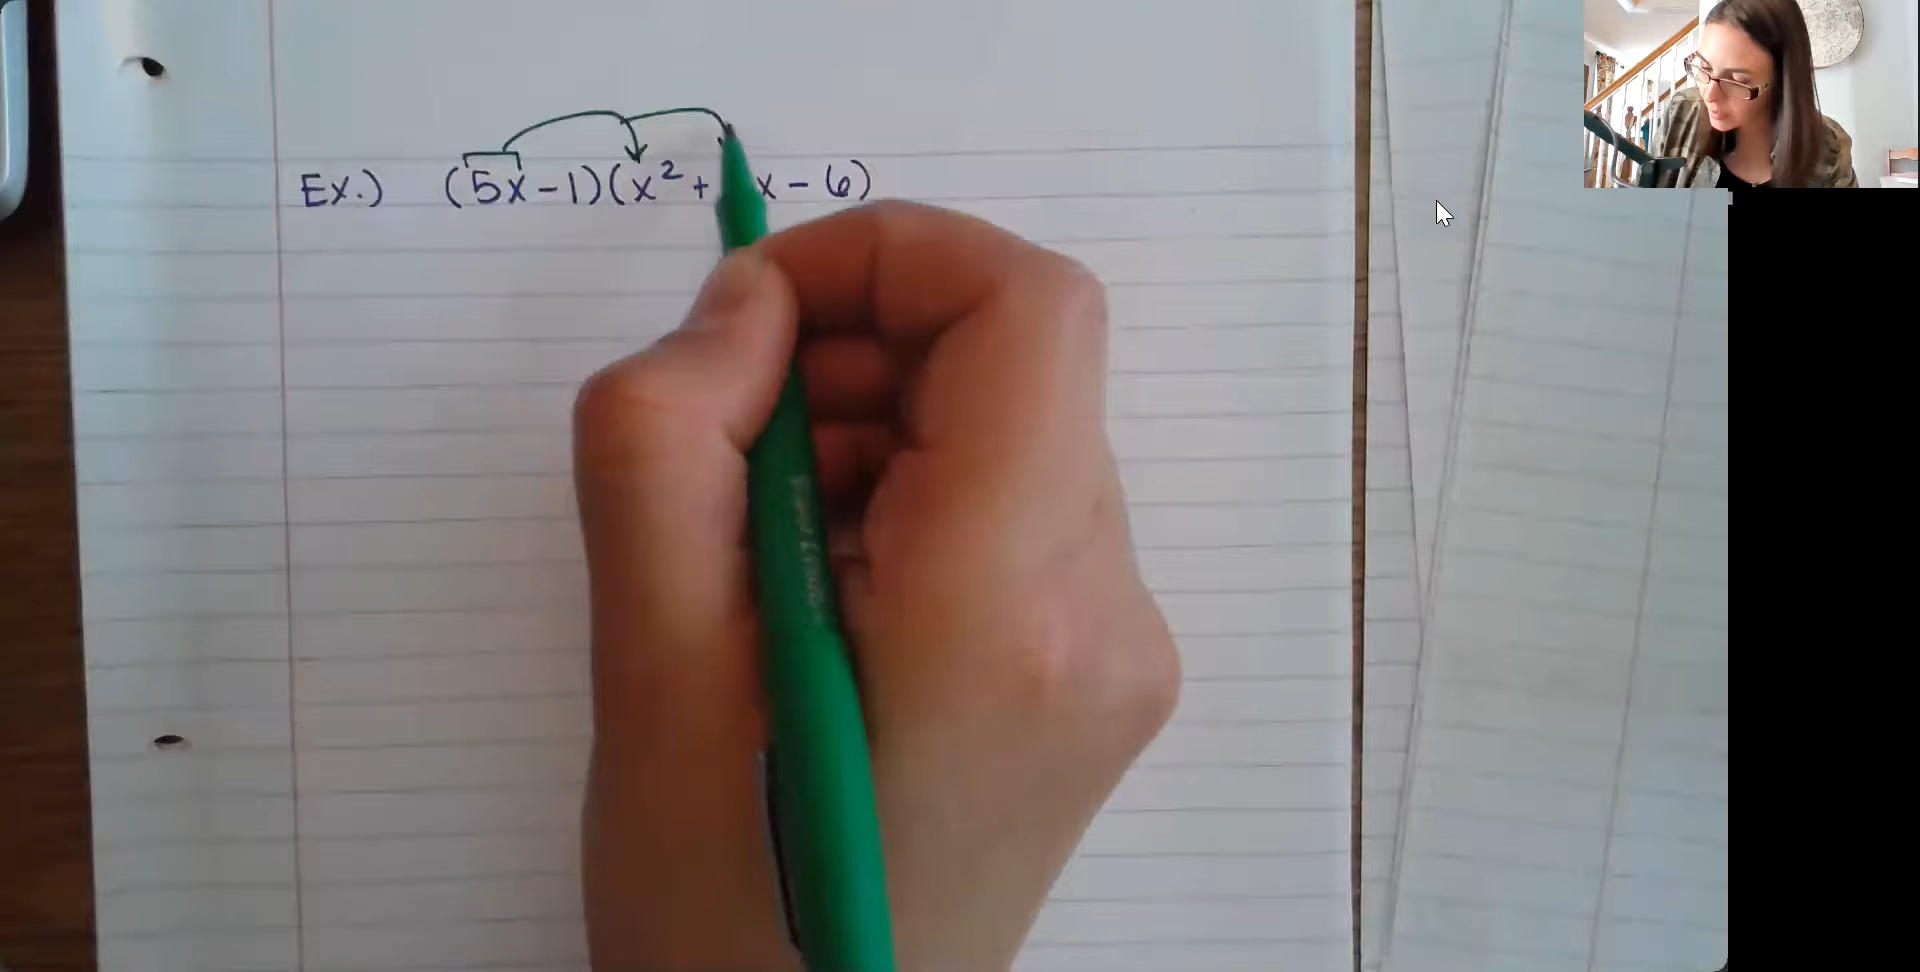 Ex.) (5x-1)(x²+ x - 6)